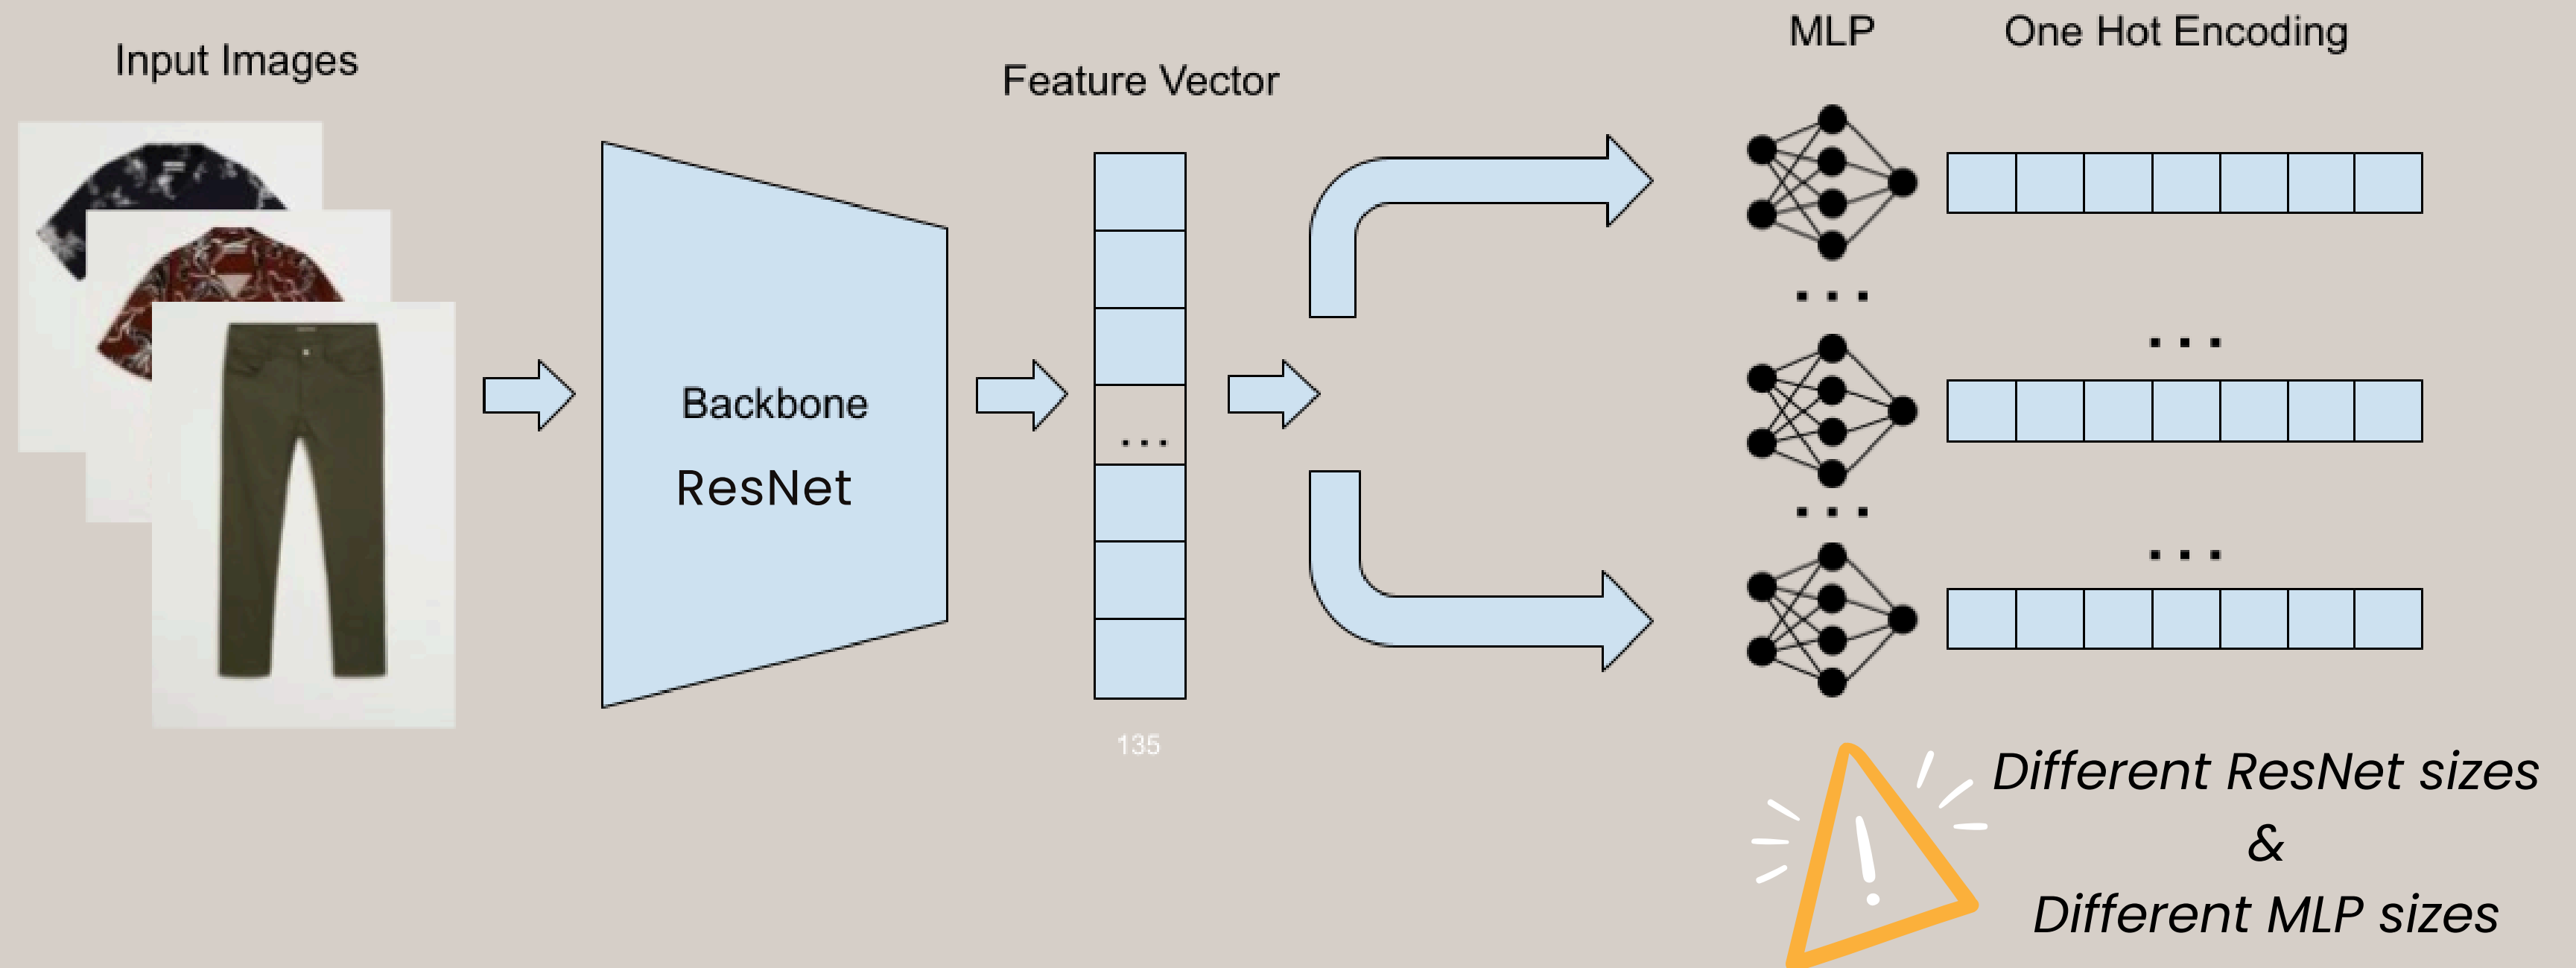 Input Images
Feature Vector
MLP
One Hot Encoding
Backbone
ResNet
...
...
...
...
...
135
Different ResNet sizes
&
Different MLP sizes